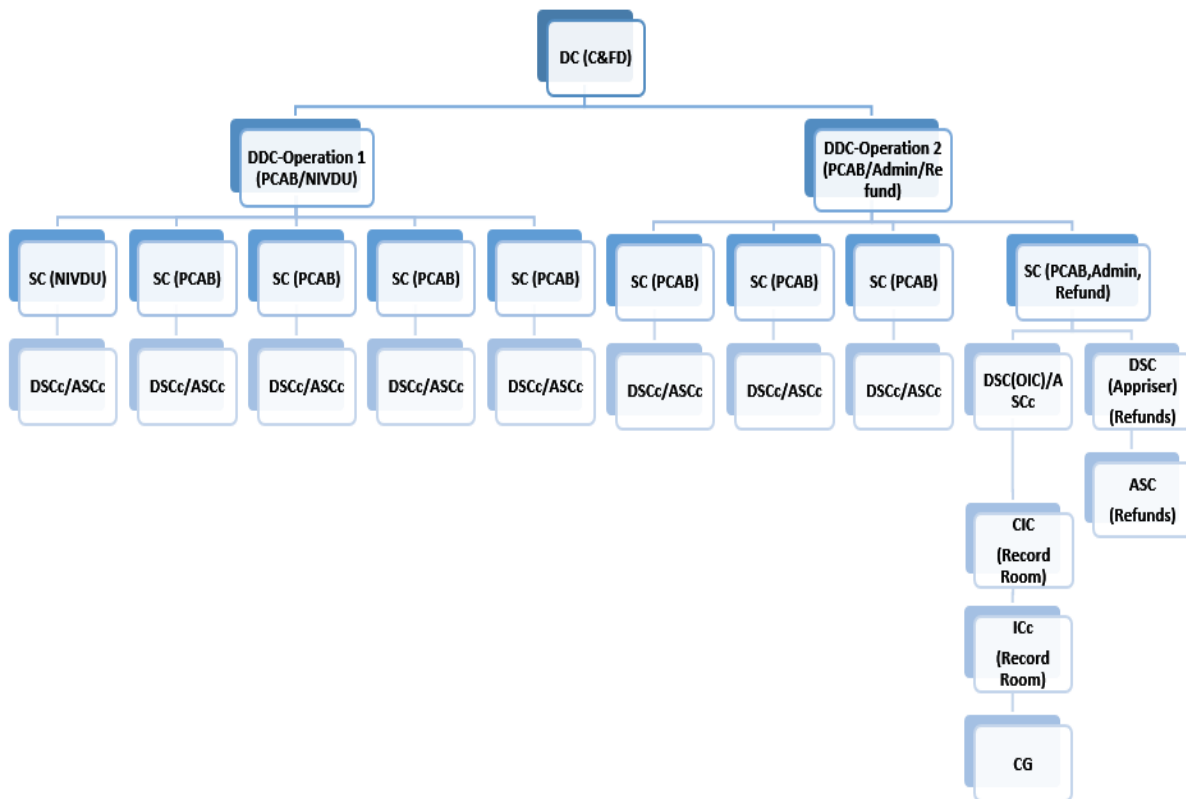 DC (C&FD)
DDC-Operation 1
(PCAB/NIVDU)
DDC-Operation 2
(PCAB/Admin/Re
fund)
SC (NIVDU)
SC (PCAB)
SC (PCAB)
SC (PCAB)
SC (PCAB)
SC (PCAB)
SC (PCAB)
SC (PCAB)
SC (PCAB,Admin,
Refund)
DSCc/ASCc
DSCc/ASCc
DSCc/ASCc
DSCc/ASCc
DSCc/ASCc
DSCc/ASCc
DSCc/ASCc
DSCc/ASCc
DSC(OIC)/A
SCc
DSC
(Appriser)
(Refunds)
ASC
(Refunds)
CIC
(Record
Room)
ICc
(Record
Room)
CG